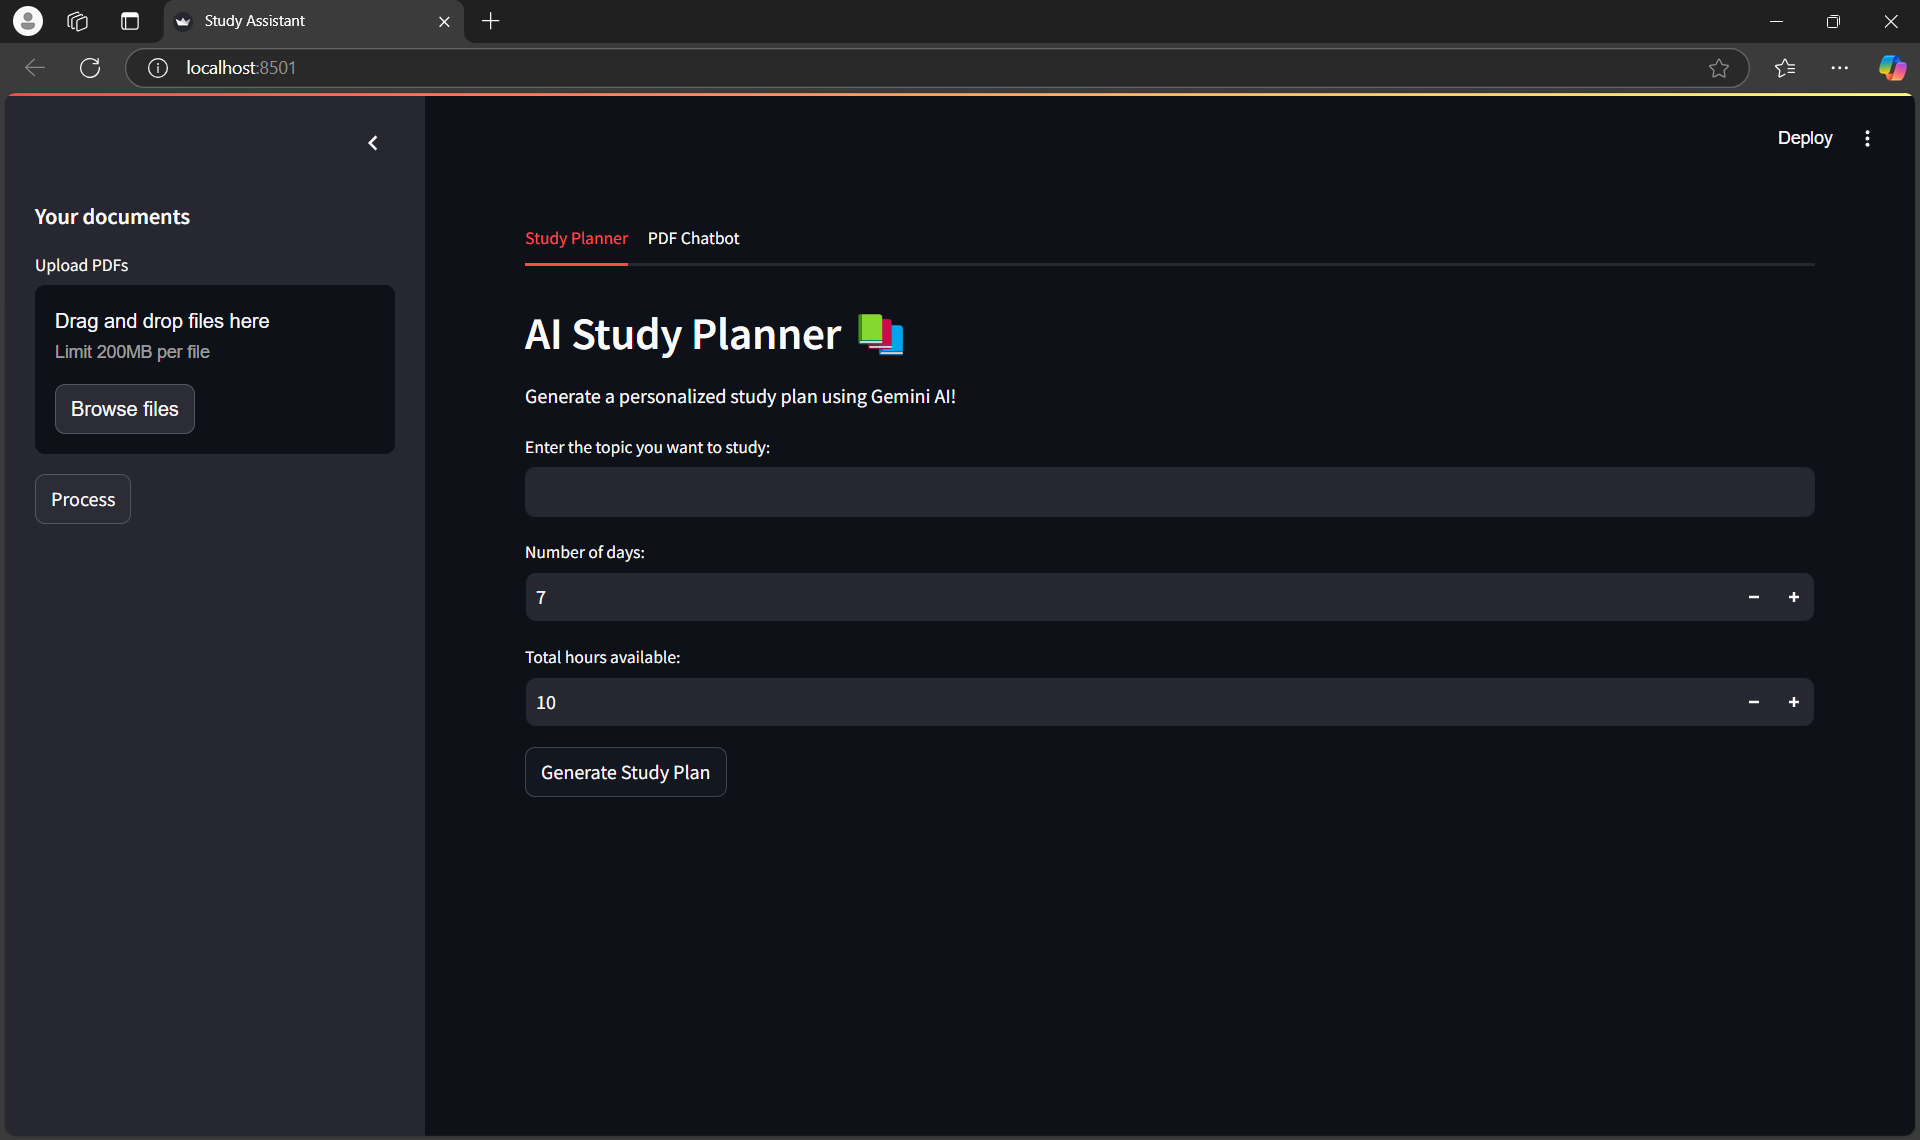 Study Assistant
localhost:8501
Deploy
Your documents
Upload PDFs
Drag and drop files here
Limit 200MB per file
Browse files
Process
Study Planner PDF Chatbot
AI Study Planner
Generate a personalized study plan using Gemini AI!
Enter the topic you want to study:
Number of days:
7
Total hours available:
10
Generate Study Plan